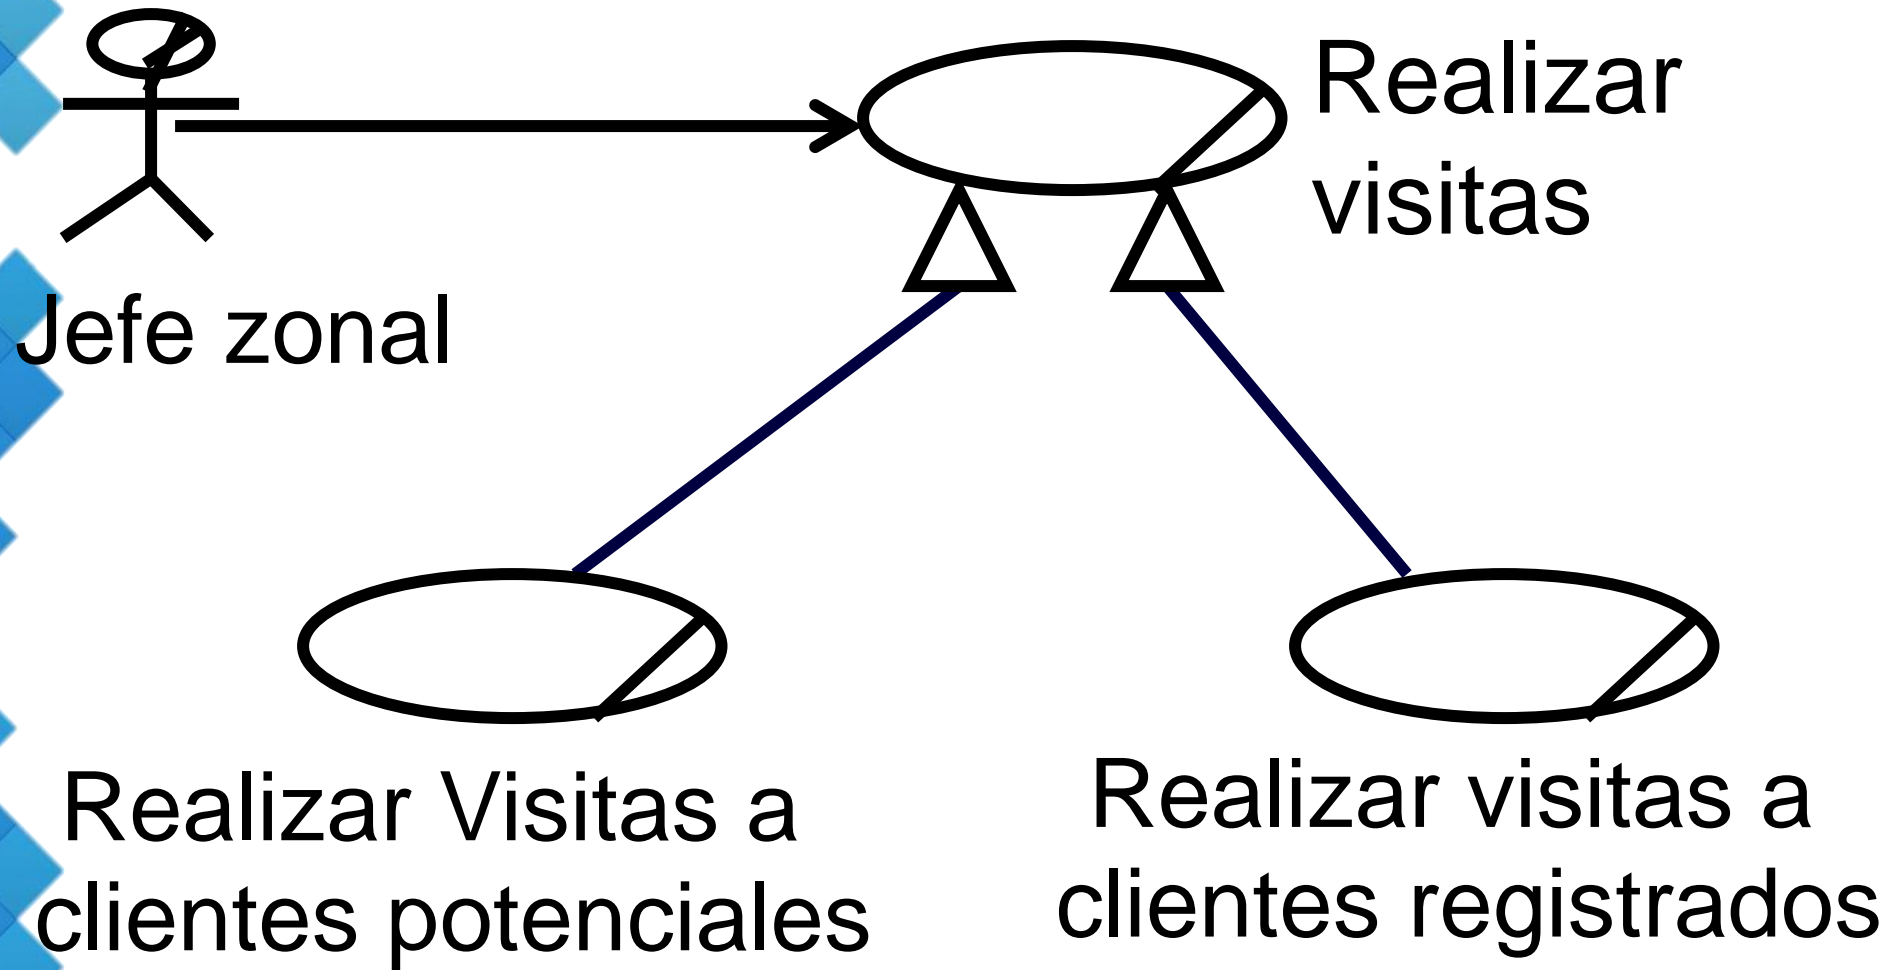 Realizar
visitas
Jefe zonal
Realizar Visitas a
clientes potenciales
Realizar visitas a
clientes registrados